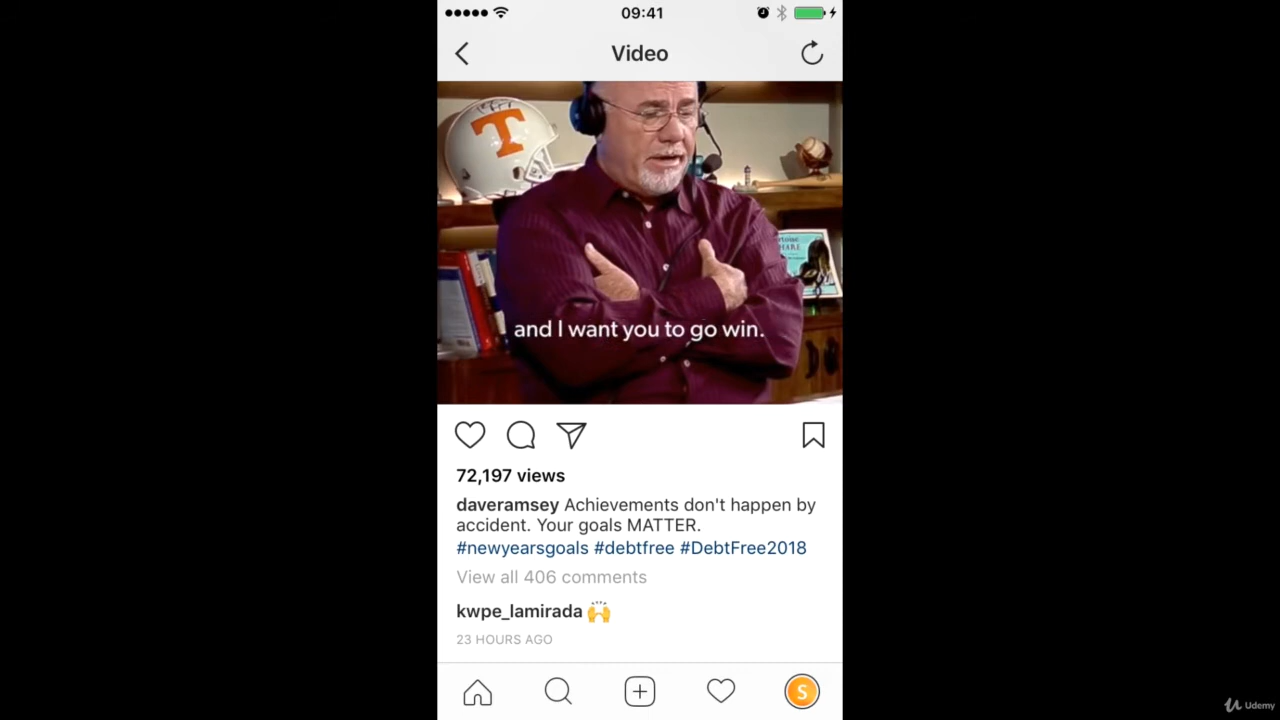 09:41
Video
T
HARE
and I want you to go win.
72,197 views
daveramsey Achievements don't happen by
accident. Your goals MATTER.
#newyearsgoals #debtfree #DebtFree2018
View all 406 comments
kwpe_lamirada 🙌
23 HOURS AGO
S
Udemy